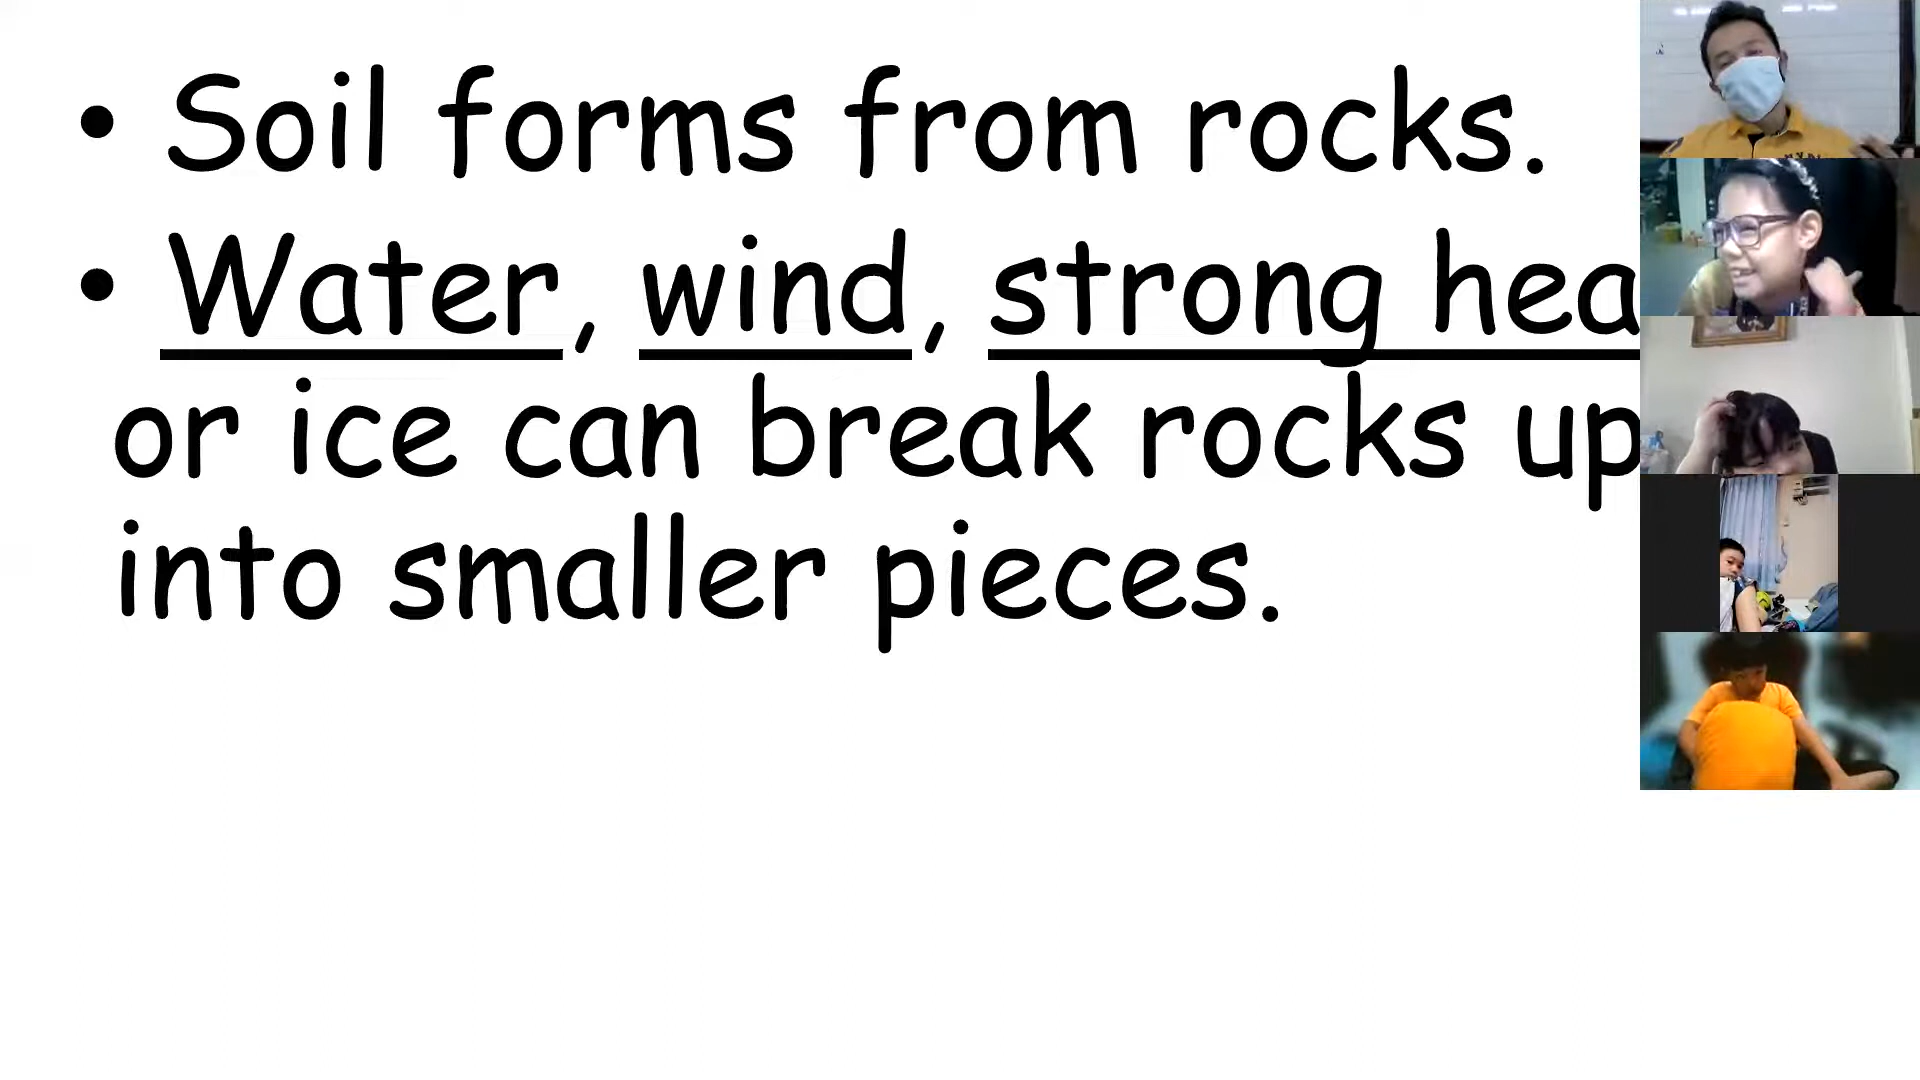 • Soil forms from rocks.
• Water, wind, strong hea
or ice can break rocks up
into smaller pieces.